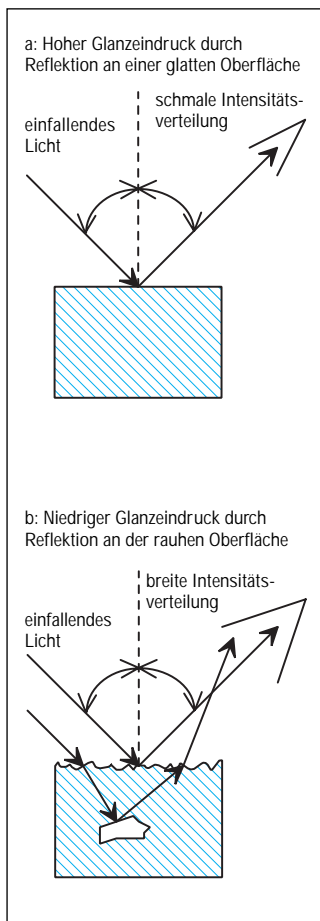 a: Hoher Glanzeindruck durch
Reflektion an einer glatten Oberfläche
schmale Intensitäts-
verteilung
einfallendes
Licht
b: Niedriger Glanzeindruck durch
Reflektion an der rauhen Oberfläche
breite Intensitäts-
verteilung
einfallendes
Licht